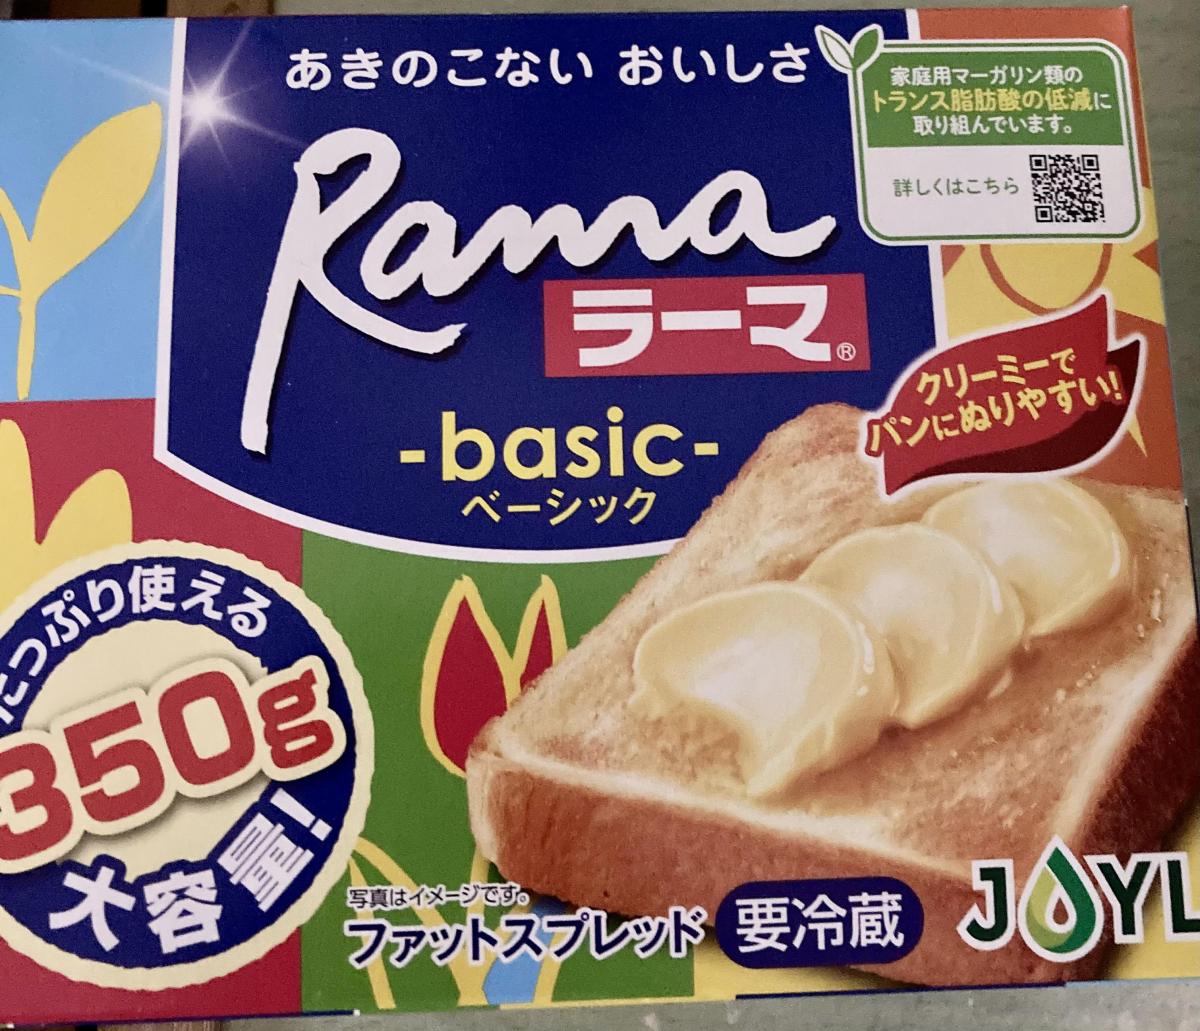 あきのこない おいしさ
Rama
ラーマ®
-basic-
ベーシック
家庭用マーガリン類の
トランス脂肪酸の低減に
取り組んでいます。
詳しくはこちら
クリーミーで
パンにぬりやすい!
たっぷり使える
350g
大容量!
写真はイメージです。
ファットスプレッド
要冷蔵
JOYL